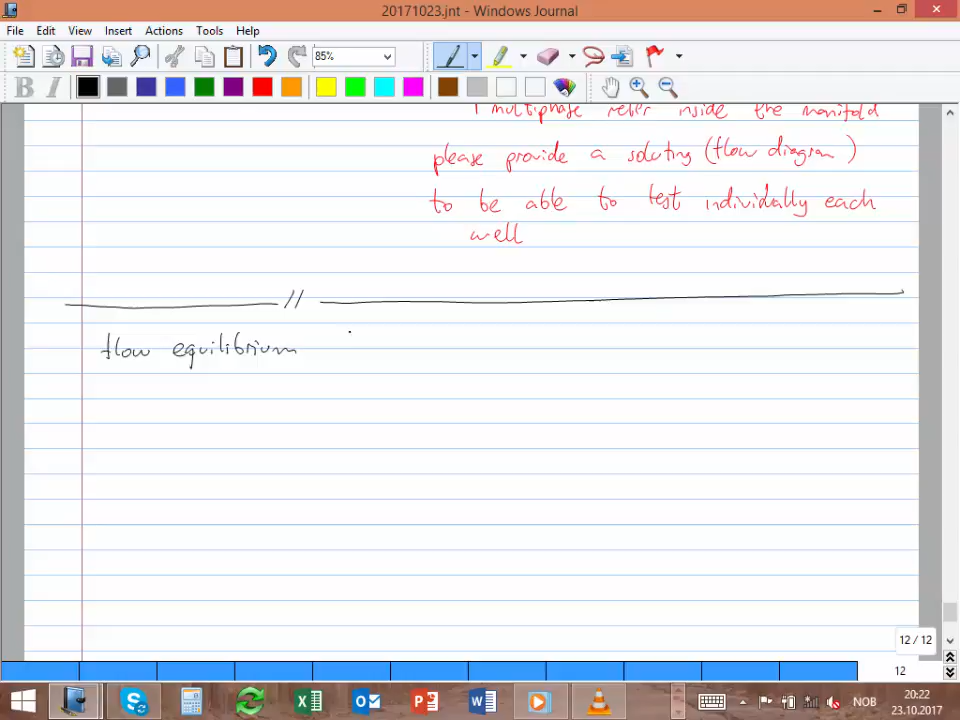 20171023.jnt - Windows Journal
File Edit View Insert Actions Tools Help
85%
B I
1 multiphase meter inside the manifold
please provide a solution (flow diagram)
to be able to test individally each
well
//
flow equilibrium
12 / 12
12
NOB
20:22
23.10.2017